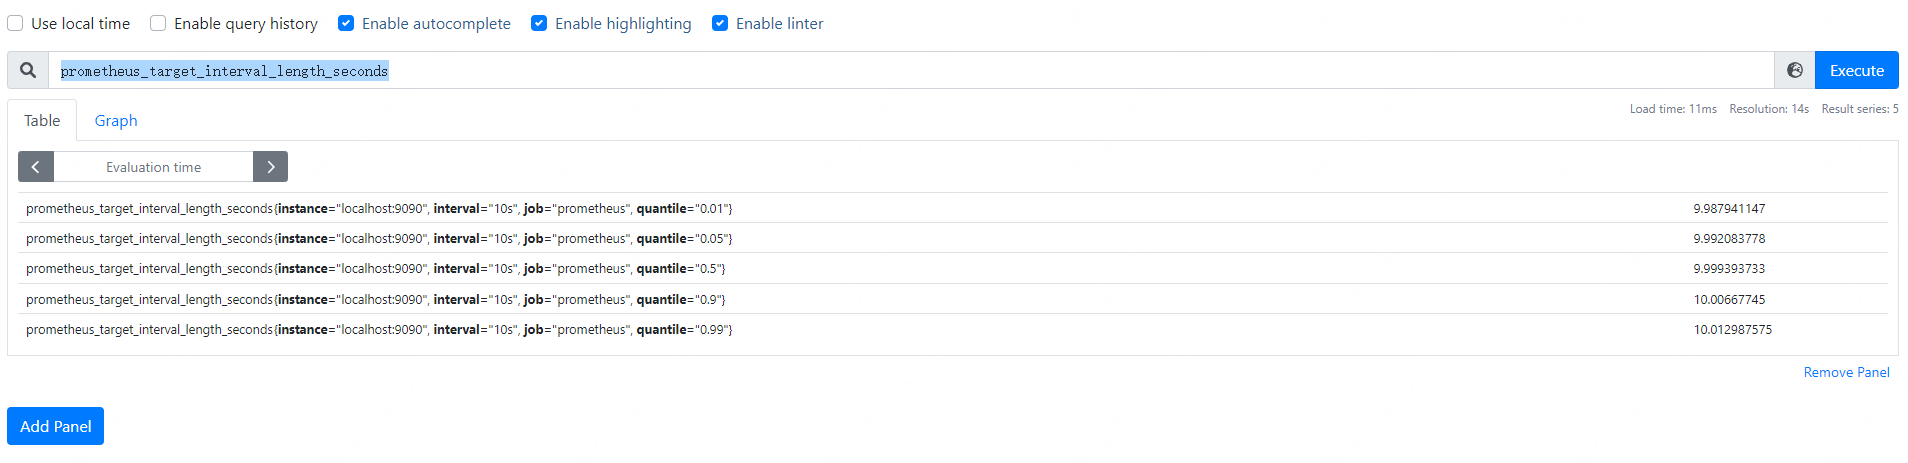 Use local time Enable query history Enable autocomplete Enable highlighting Enable linter
prometheus_target_interval_length_seconds Execute
Load time: 11ms Resolution: 14s Result series: 5
Table Graph
Evaluation time
prometheus_target_interval_length_seconds{instance="localhost:9090", interval="10s", job="prometheus", quantile="0.01"} 9.987941147
prometheus_target_interval_length_seconds{instance="localhost:9090", interval="10s", job="prometheus", quantile="0.05"} 9.992083778
prometheus_target_interval_length_seconds{instance="localhost:9090", interval="10s", job="prometheus", quantile="0.5"} 9.999393733
prometheus_target_interval_length_seconds{instance="localhost:9090", interval="10s", job="prometheus", quantile="0.9"} 10.00667745
prometheus_target_interval_length_seconds{instance="localhost:9090", interval="10s", job="prometheus", quantile="0.99"} 10.012987575
Remove Panel
Add Panel